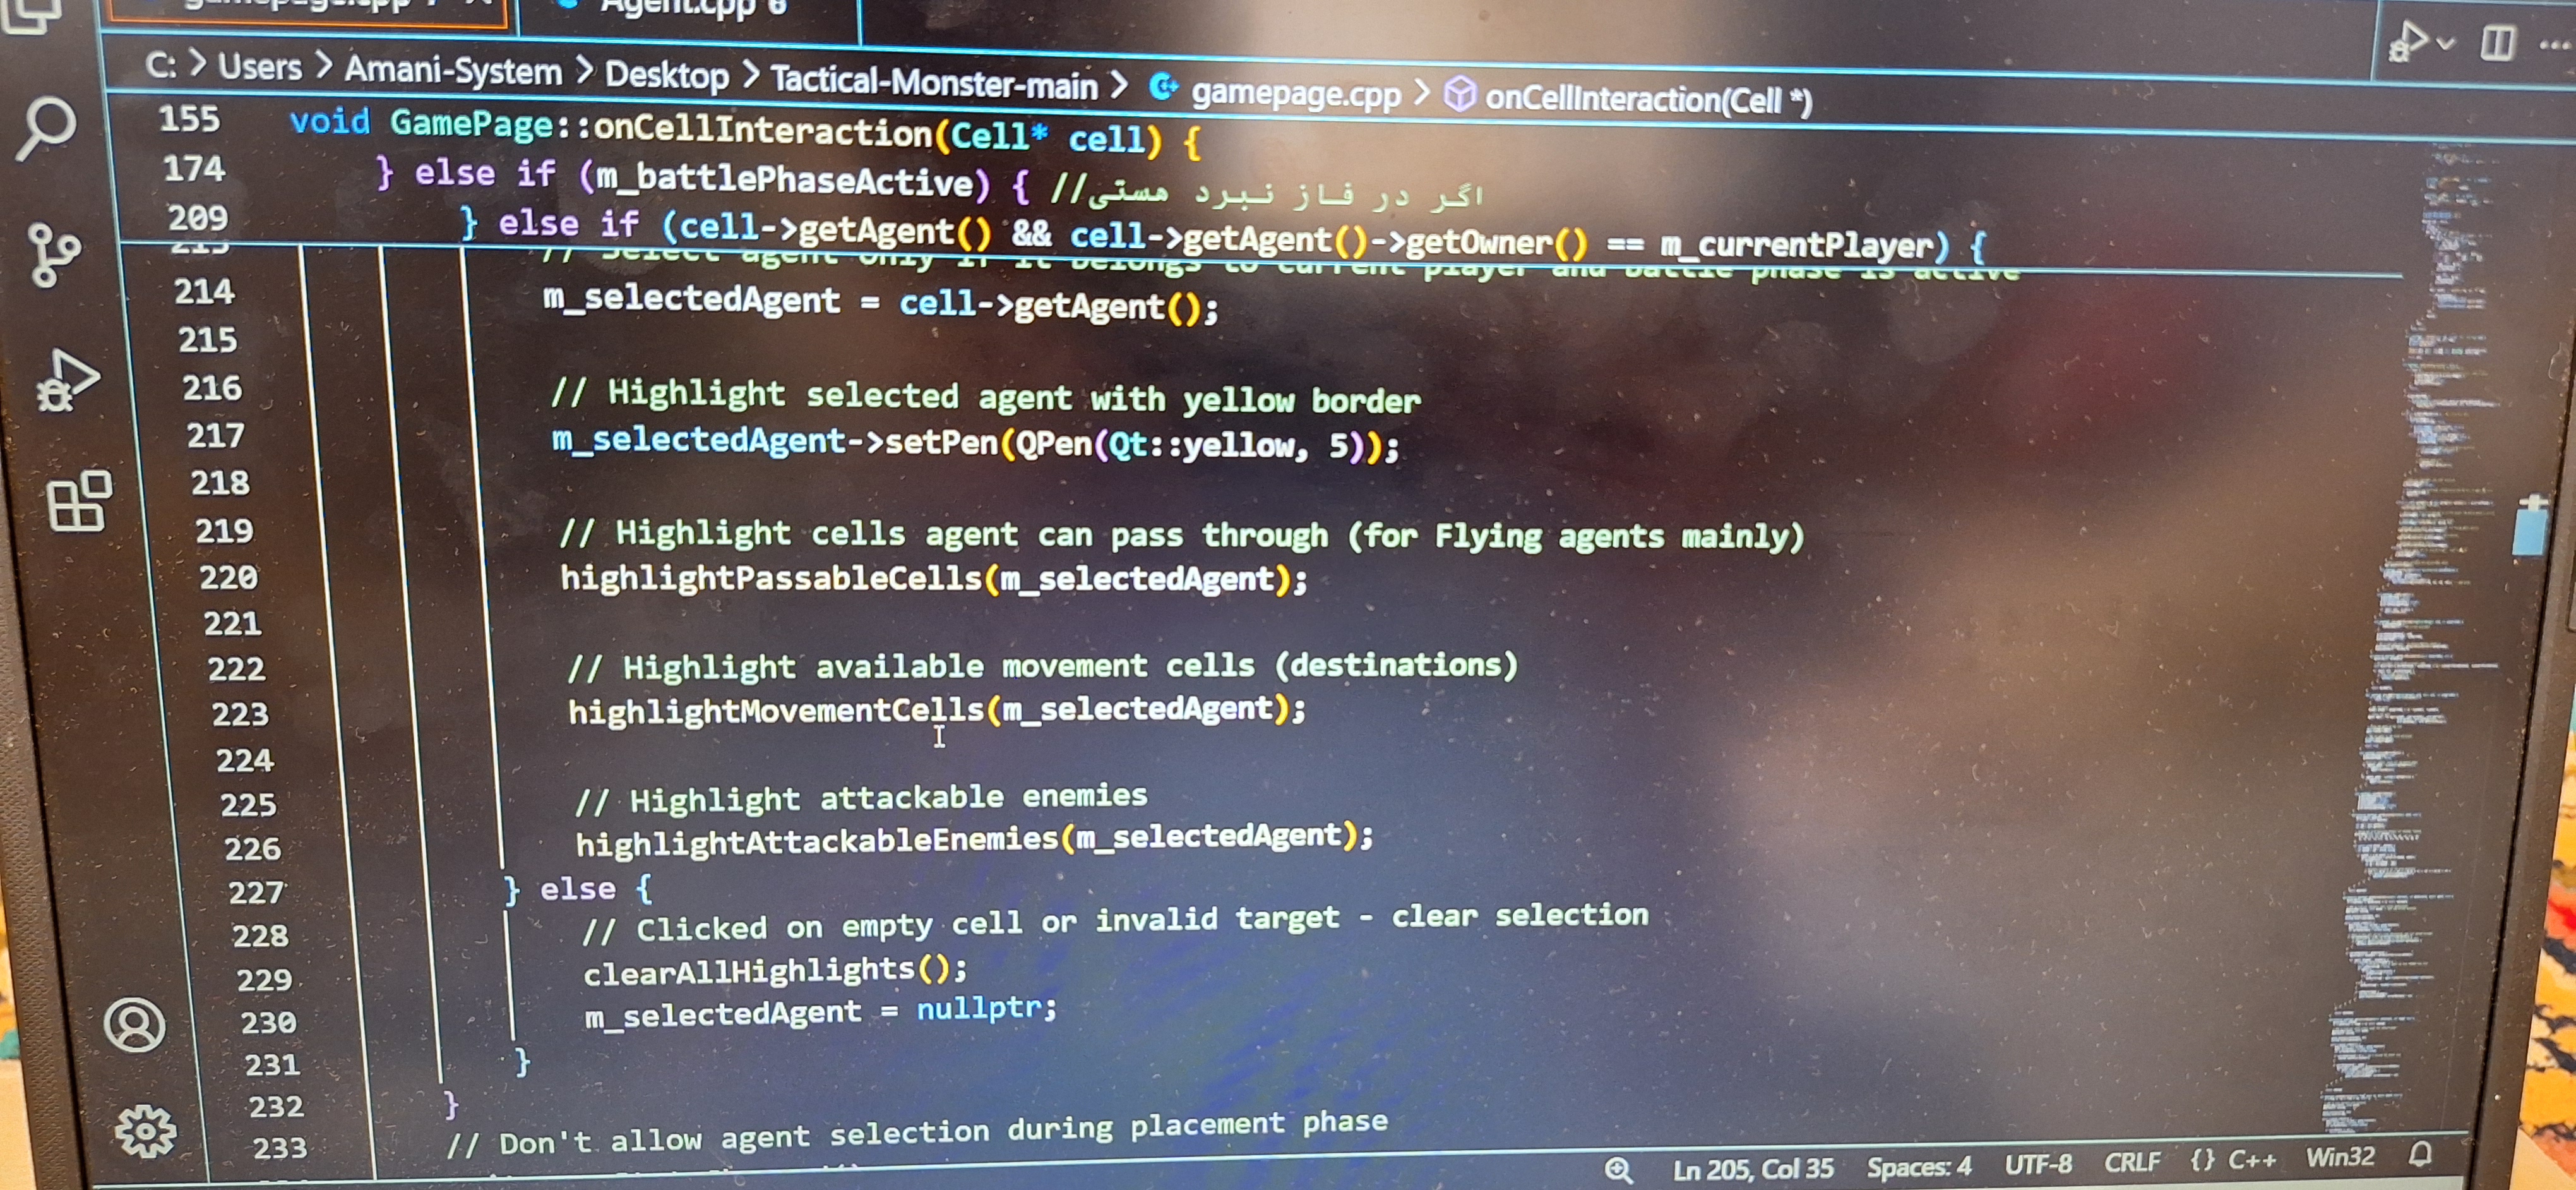 gamepage.cpp
Agent.cpp 6
C: > Users > Amani-System > Desktop > Tactical-Monster-main > gamepage.cpp > onCellInteraction(Cell *)
155 void GamePage::onCellInteraction(Cell* cell) {
174 } else if (m_battlePhaseActive) { //اگر در فاز نبرد هستی
209 } else if (cell->getAgent() && cell->getAgent()->getOwner() == m_currentPlayer) {
213 // Select agent only if it belongs to current player and battle phase is active
214 m_selectedAgent = cell->getAgent();
215
216 // Highlight selected agent with yellow border
217 m_selectedAgent->setPen(QPen(Qt::yellow, 5));
218
219 // Highlight cells agent can pass through (for Flying agents mainly)
220 highlightPassableCells(m_selectedAgent);
221
222 // Highlight available movement cells (destinations)
223 highlightMovementCells(m_selectedAgent);
224
225 // Highlight attackable enemies
226 highlightAttackableEnemies(m_selectedAgent);
227 } else {
228 // Clicked on empty cell or invalid target - clear selection
229 clearAllHighlights();
230 m_selectedAgent = nullptr;
231 }
232 }
233 // Don't allow agent selection during placement phase
Ln 205, Col 35 Spaces: 4 UTF-8 CRLF {} C++ Win32